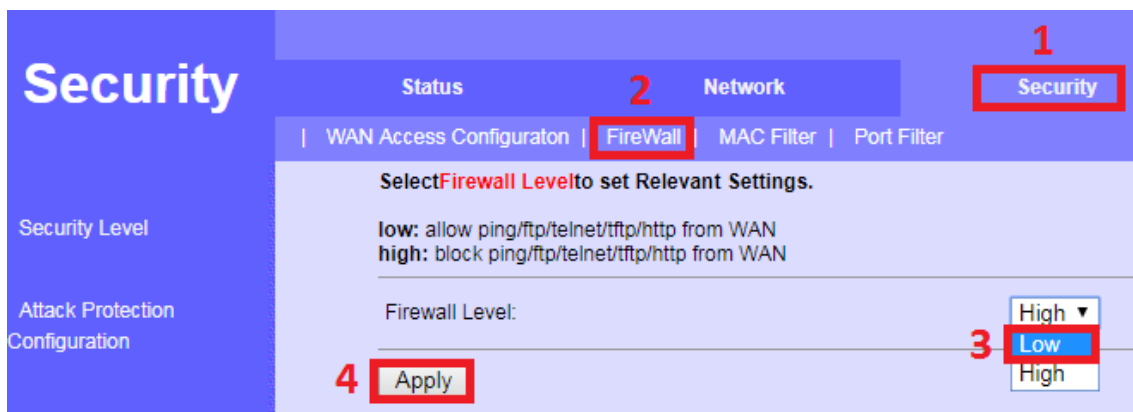 1
Security
Status 2 Network Security
| WAN Access Configuraton | FireWall | MAC Filter | Port Filter
SelectFirewall Levelto set Relevant Settings.
Security Level
low: allow ping/ftp/telnet/tftp/http from WAN
high: block ping/ftp/telnet/tftp/http from WAN
Attack Protection
Configuration
Firewall Level: High ▼
3 Low
High
4 Apply